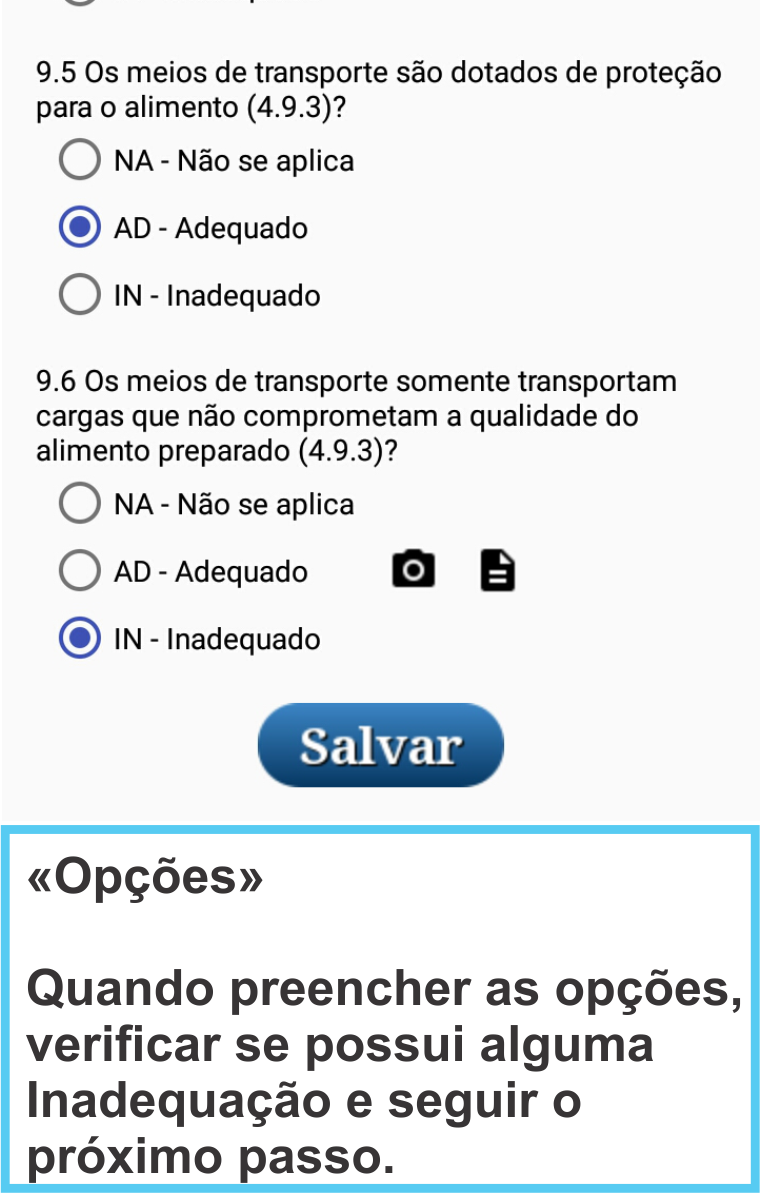 9.5 Os meios de transporte são dotados de proteção
para o alimento (4.9.3)?
NA - Não se aplica
AD - Adequado
IN - Inadequado
9.6 Os meios de transporte somente transportam
cargas que não comprometam a qualidade do
alimento preparado (4.9.3)?
NA - Não se aplica
AD - Adequado
IN - Inadequado
Salvar
«Opções»
Quando preencher as opções,
verificar se possui alguma
Inadequação e seguir o
próximo passo.